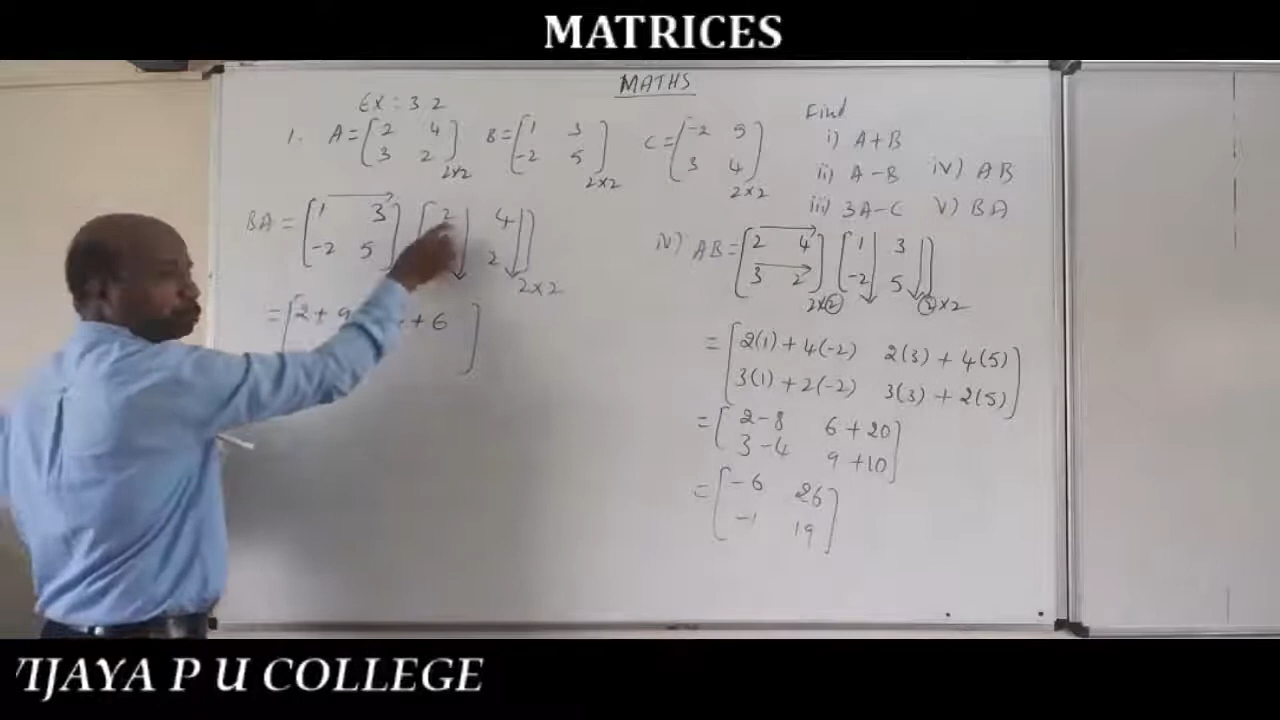 MATRICES
MATHS
EX : 3.2
1. A = [2 4
3 2] 2×2
B = [1 3
-2 5] 2×2
C = [-2 5
3 4] 2×2
Find
i) A+B
ii) A-B iv) AB
iii) 3A-C v) BA
BA = [1 3
-2 5] [2 4
2] 2×2
= [2 + 9 + 6
]
iv) AB = [2 4
3 2] 2×2 [1 3
-2 5] 2×2
= [2(1) + 4(-2) 2(3) + 4(5)
3(1) + 2(-2) 3(3) + 2(5)]
= [2-8 6+20
3-4 9+10]
= [-6 26
-1 19]
VIJAYA P U COLLEGE